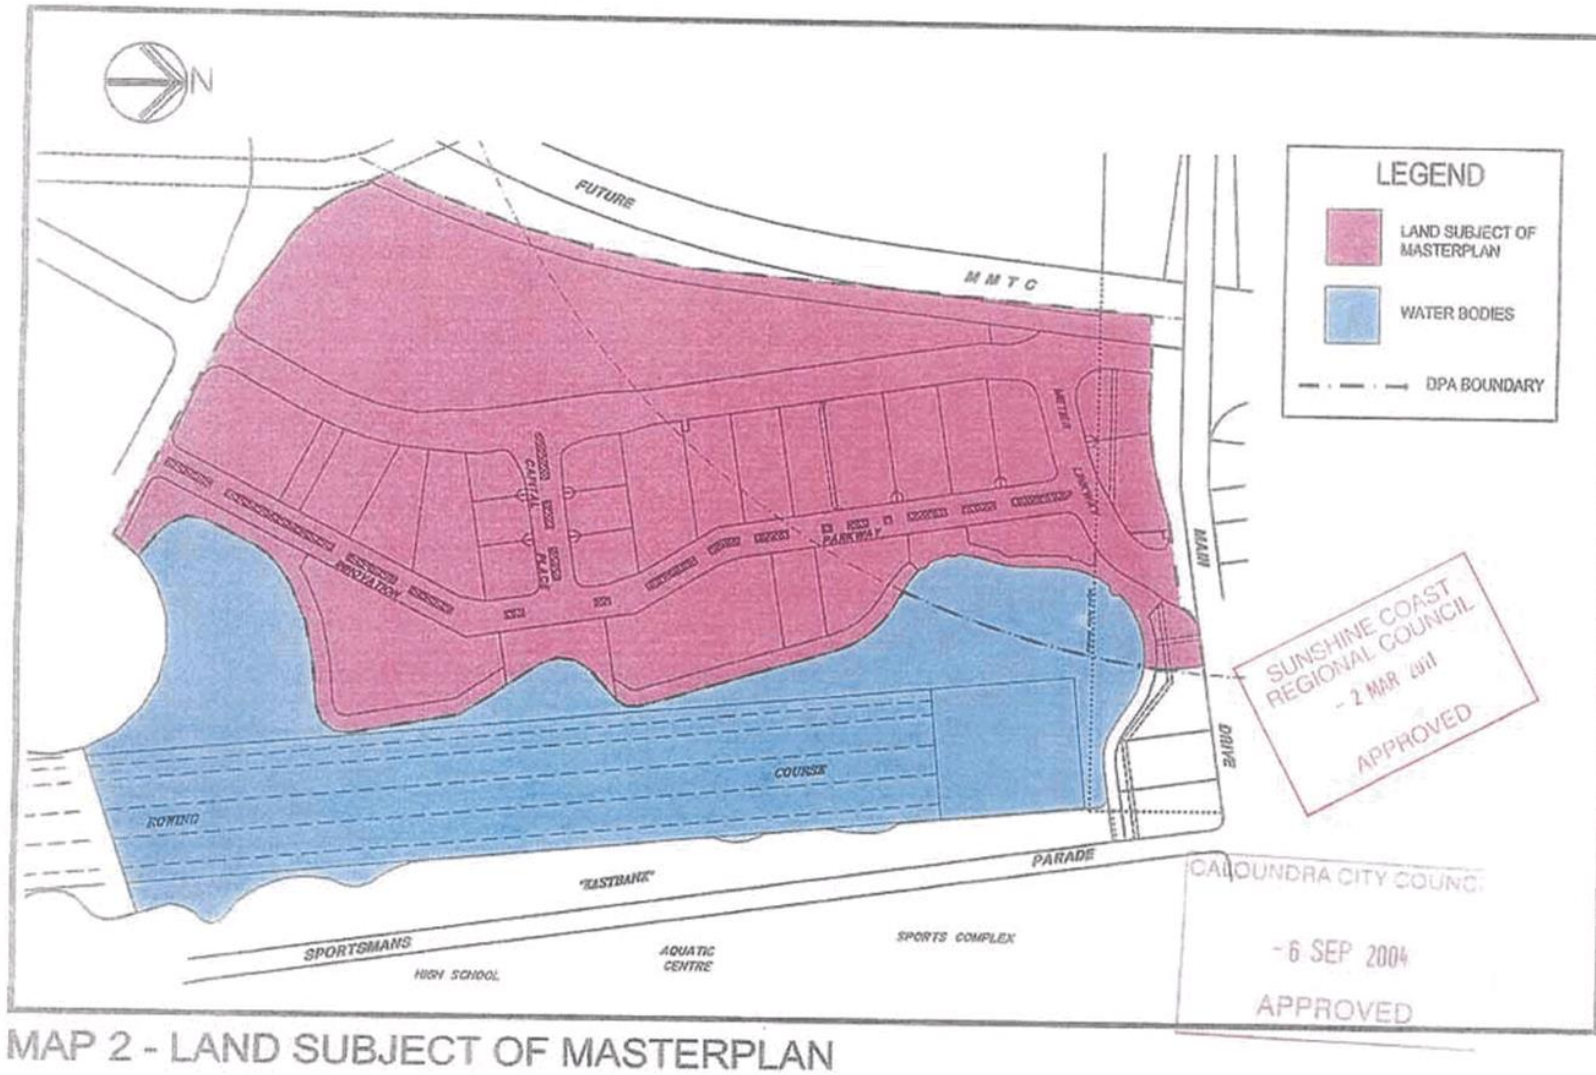 N
LEGEND
LAND SUBJECT OF
MASTERPLAN
WATER BODIES
DPA BOUNDARY
FUTURE
M M T C
METIER
LINKWAY
CAPITAL
PLACE
INNOVATION
PARKWAY
MAIN
DRIVE
SUNSHINE COAST
REGIONAL COUNCIL
- 2 MAR 2011
APPROVED
ROWING
COURSE
"EASTBANK"
SPORTSMANS
PARADE
HIGH SCHOOL
AQUATIC
CENTRE
SPORTS COMPLEX
CALOUNDRA CITY COUNC
- 6 SEP 2004
APPROVED
MAP 2 - LAND SUBJECT OF MASTERPLAN